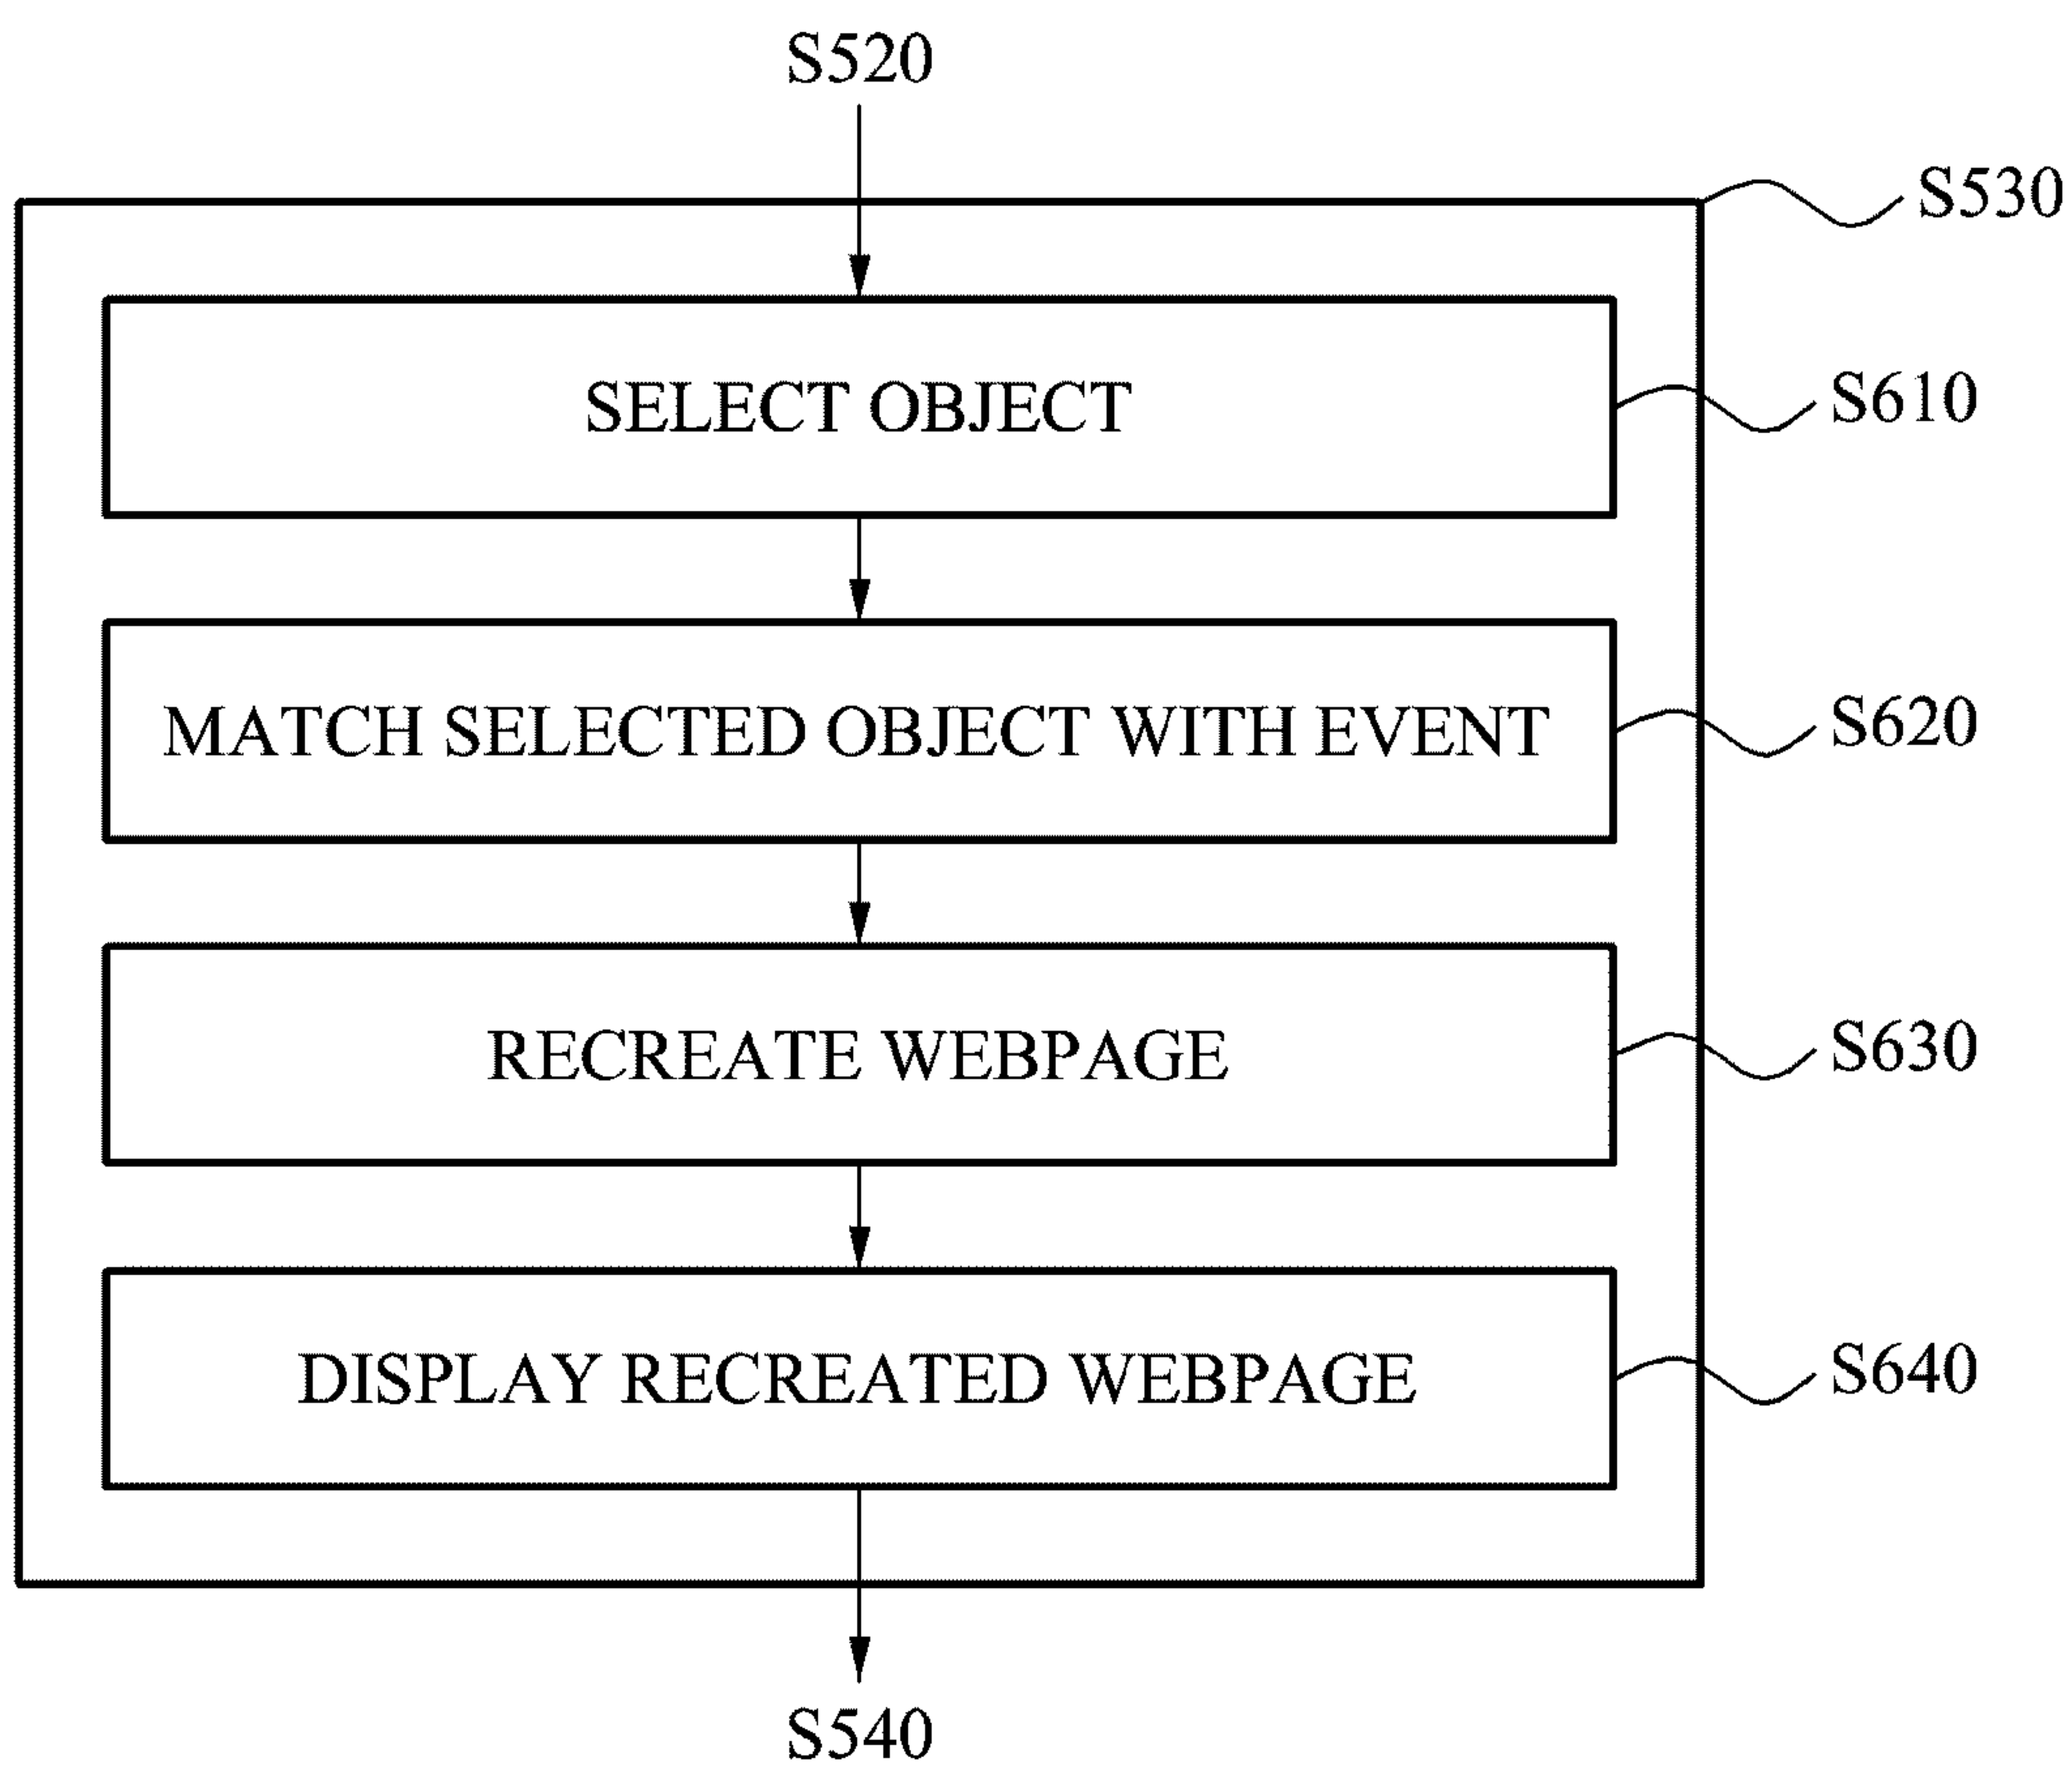 S520
S530
SELECT OBJECT
S610
MATCH SELECTED OBJECT WITH EVENT
S620
RECREATE WEBPAGE
S630
DISPLAY RECREATED WEBPAGE
S640
S540